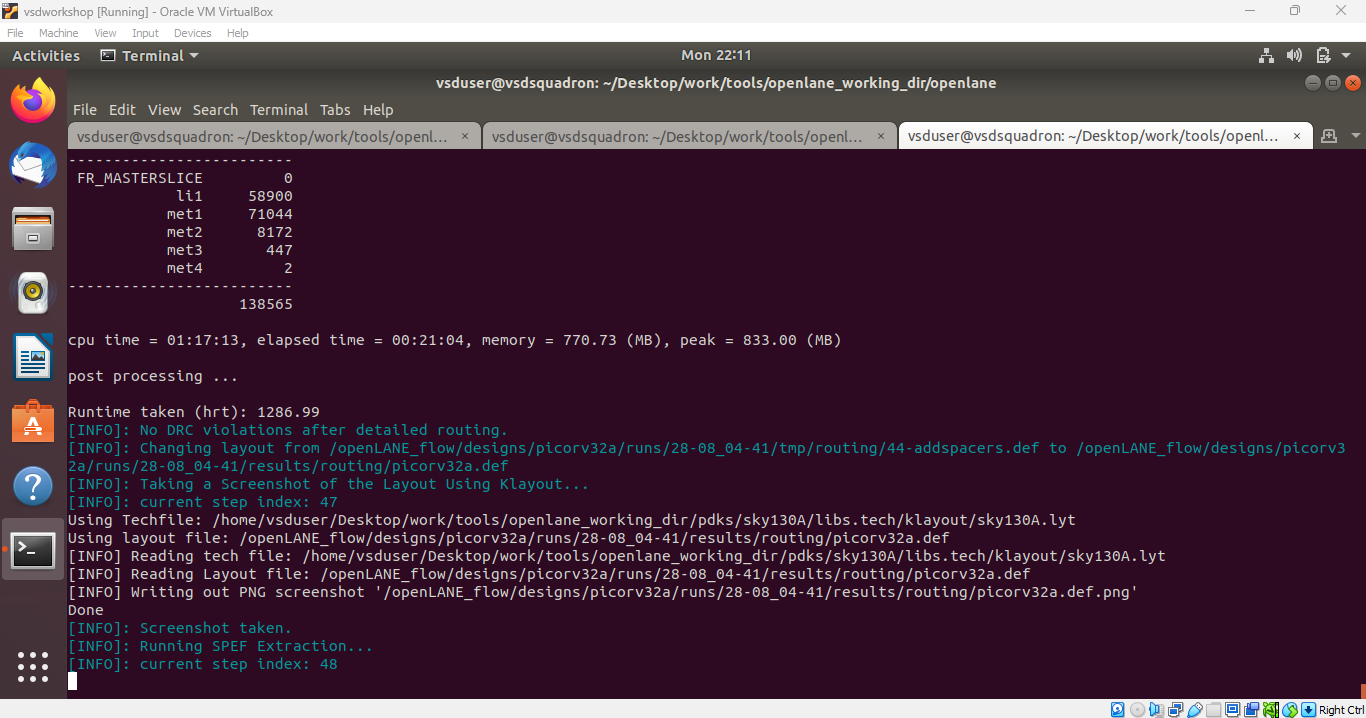 vsdworkshop [Running] - Oracle VM VirtualBox
File Machine View Input Devices Help
Activities Terminal Mon 22:11
vsduser@vsdsquadron: ~/Desktop/work/tools/openlane_working_dir/openlane
File Edit View Search Terminal Tabs Help
vsduser@vsdsquadron: ~/Desktop/work/tools/openl... × vsduser@vsdsquadron: ~/Desktop/work/tools/openl... × vsduser@vsdsquadron: ~/Desktop/work/tools/openl... ×
-------------------------
FR_MASTERSLICE 0
li1 58900
met1 71044
met2 8172
met3 447
met4 2
-------------------------
138565
cpu time = 01:17:13, elapsed time = 00:21:04, memory = 770.73 (MB), peak = 833.00 (MB)
post processing ...
Runtime taken (hrt): 1286.99
[INFO]: No DRC violations after detailed routing.
[INFO]: Changing layout from /openLANE_flow/designs/picorv32a/runs/28-08_04-41/tmp/routing/44-addspacers.def to /openLANE_flow/designs/picorv3
2a/runs/28-08_04-41/results/routing/picorv32a.def
[INFO]: Taking a Screenshot of the Layout Using Klayout...
[INFO]: current step index: 47
Using Techfile: /home/vsduser/Desktop/work/tools/openlane_working_dir/pdks/sky130A/libs.tech/klayout/sky130A.lyt
Using layout file: /openLANE_flow/designs/picorv32a/runs/28-08_04-41/results/routing/picorv32a.def
[INFO] Reading tech file: /home/vsduser/Desktop/work/tools/openlane_working_dir/pdks/sky130A/libs.tech/klayout/sky130A.lyt
[INFO] Reading Layout file: /openLANE_flow/designs/picorv32a/runs/28-08_04-41/results/routing/picorv32a.def
[INFO] Writing out PNG screenshot '/openLANE_flow/designs/picorv32a/runs/28-08_04-41/results/routing/picorv32a.def.png'
Done
[INFO]: Screenshot taken.
[INFO]: Running SPEF Extraction...
[INFO]: current step index: 48
Right Ctrl